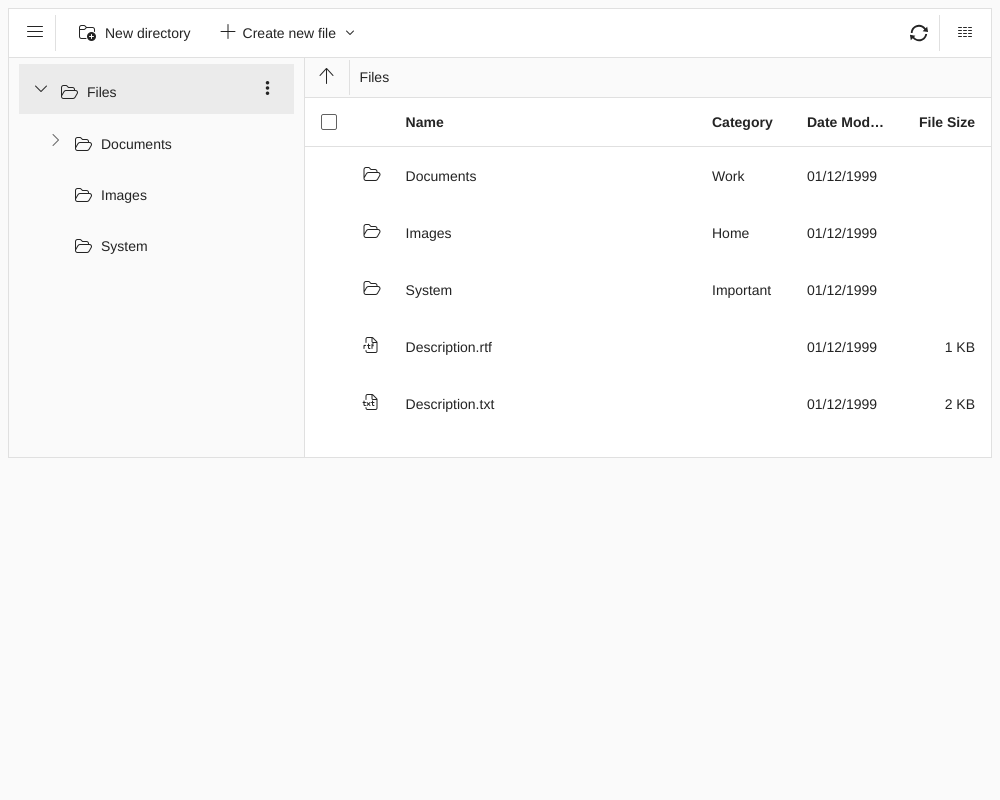 New directory
Create new file
Files
Documents
Images
System
Files
Name Category Date Mod... File Size
Documents Work 01/12/1999
Images Home 01/12/1999
System Important 01/12/1999
rtf Description.rtf 01/12/1999 1 KB
txt Description.txt 01/12/1999 2 KB